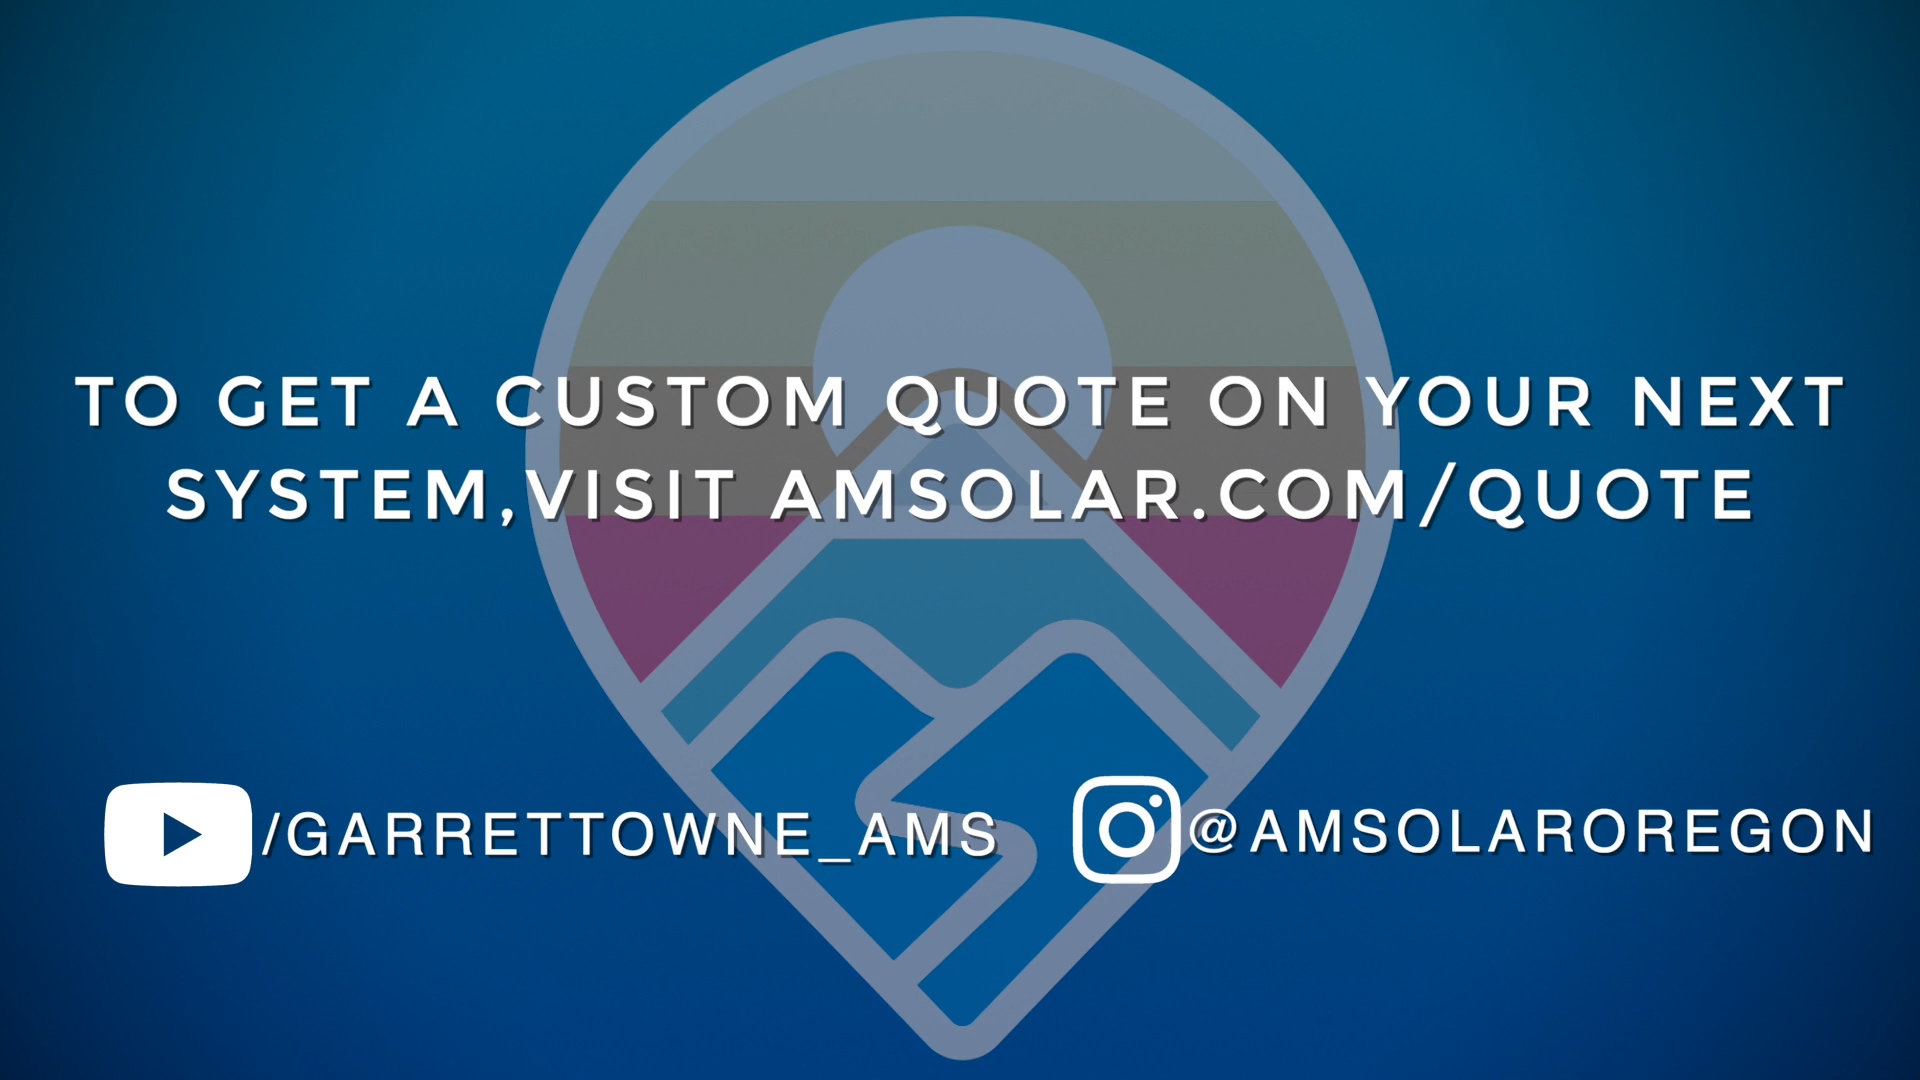 TO GET A CUSTOM QUOTE ON YOUR NEXT
SYSTEM,VISIT AMSOLAR.COM/QUOTE
/GARRETTOWNE_AMS
@AMSOLAROREGON